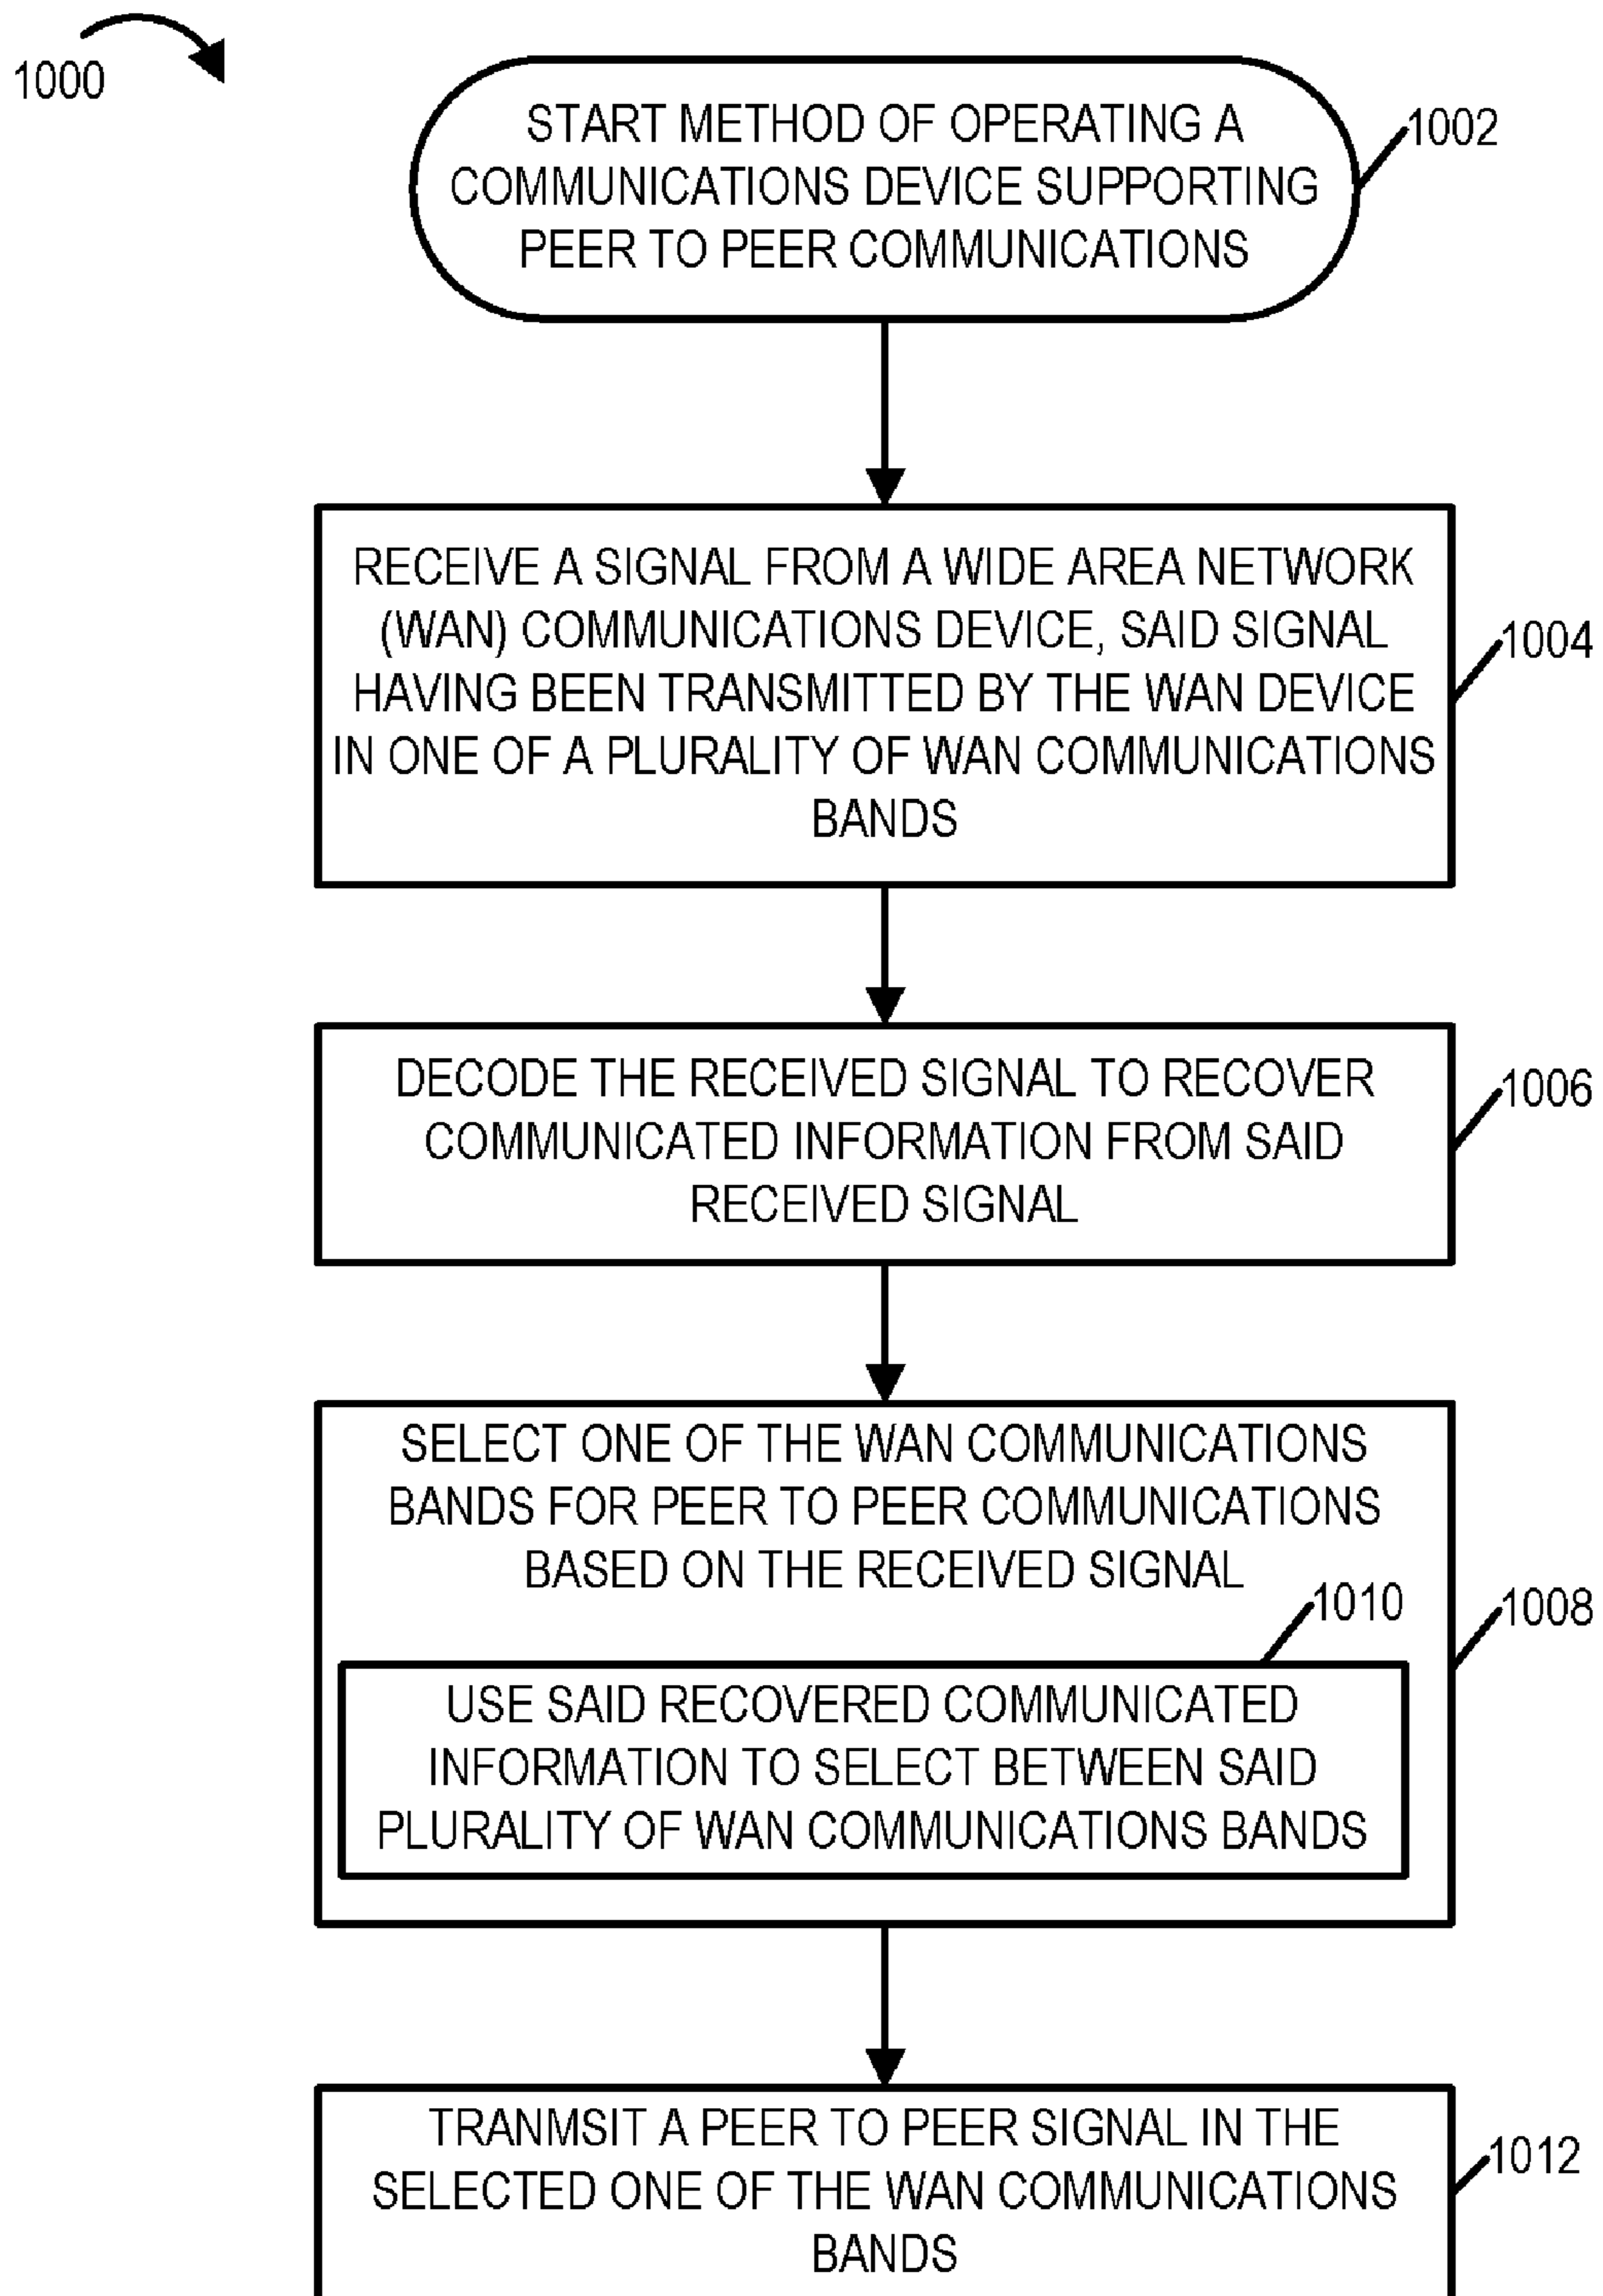 1000
START METHOD OF OPERATING A
COMMUNICATIONS DEVICE SUPPORTING
PEER TO PEER COMMUNICATIONS
1002
RECEIVE A SIGNAL FROM A WIDE AREA NETWORK
(WAN) COMMUNICATIONS DEVICE, SAID SIGNAL
HAVING BEEN TRANSMITTED BY THE WAN DEVICE
IN ONE OF A PLURALITY OF WAN COMMUNICATIONS
BANDS
1004
DECODE THE RECEIVED SIGNAL TO RECOVER
COMMUNICATED INFORMATION FROM SAID
RECEIVED SIGNAL
1006
SELECT ONE OF THE WAN COMMUNICATIONS
BANDS FOR PEER TO PEER COMMUNICATIONS
BASED ON THE RECEIVED SIGNAL
1008
1010
USE SAID RECOVERED COMMUNICATED
INFORMATION TO SELECT BETWEEN SAID
PLURALITY OF WAN COMMUNICATIONS BANDS
TRANMSIT A PEER TO PEER SIGNAL IN THE
SELECTED ONE OF THE WAN COMMUNICATIONS
BANDS
1012